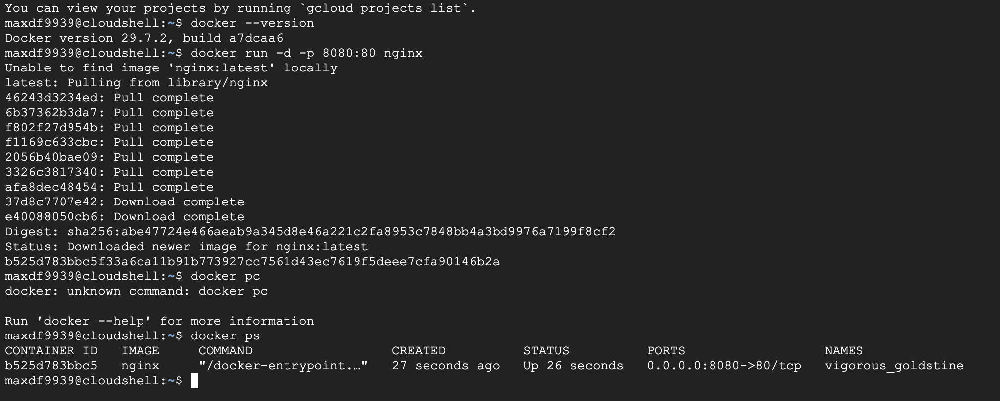 You can view your projects by running `gcloud projects list`.
maxdf9939@cloudshell:~$ docker --version
Docker version 29.7.2, build a7dcaa6
maxdf9939@cloudshell:~$ docker run -d -p 8080:80 nginx
Unable to find image 'nginx:latest' locally
latest: Pulling from library/nginx
46243d3234ed: Pull complete
6b37362b3da7: Pull complete
f802f27d954b: Pull complete
f1169c633cbc: Pull complete
2056b40bae09: Pull complete
3326c3817340: Pull complete
afa8dec48454: Pull complete
37d8c7707e42: Download complete
e40088050cb6: Download complete
Digest: sha256:abe47724e466aeab9a345d8e46a221c2fa8953c7848bb4a3bd9976a7199f8cf2
Status: Downloaded newer image for nginx:latest
b525d783bbc5f33a6ca11b91b773927cc7561d43ec7619f5deee7cfa90146b2a
maxdf9939@cloudshell:~$ docker pc
docker: unknown command: docker pc

Run 'docker --help' for more information
maxdf9939@cloudshell:~$ docker ps
CONTAINER ID   IMAGE     COMMAND                  CREATED          STATUS          PORTS                  NAMES
b525d783bbc5   nginx     "/docker-entrypoint.…"   27 seconds ago   Up 26 seconds   0.0.0.0:8080->80/tcp   vigorous_goldstine
maxdf9939@cloudshell:~$